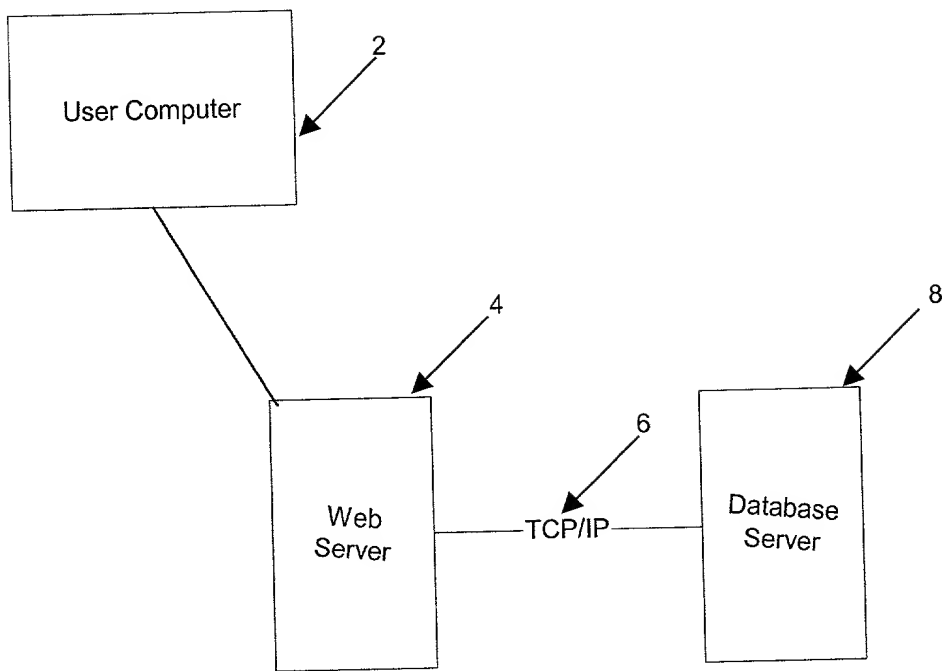 2
User Computer
4
8
6
Web
Server
TCP/IP
Database
Server